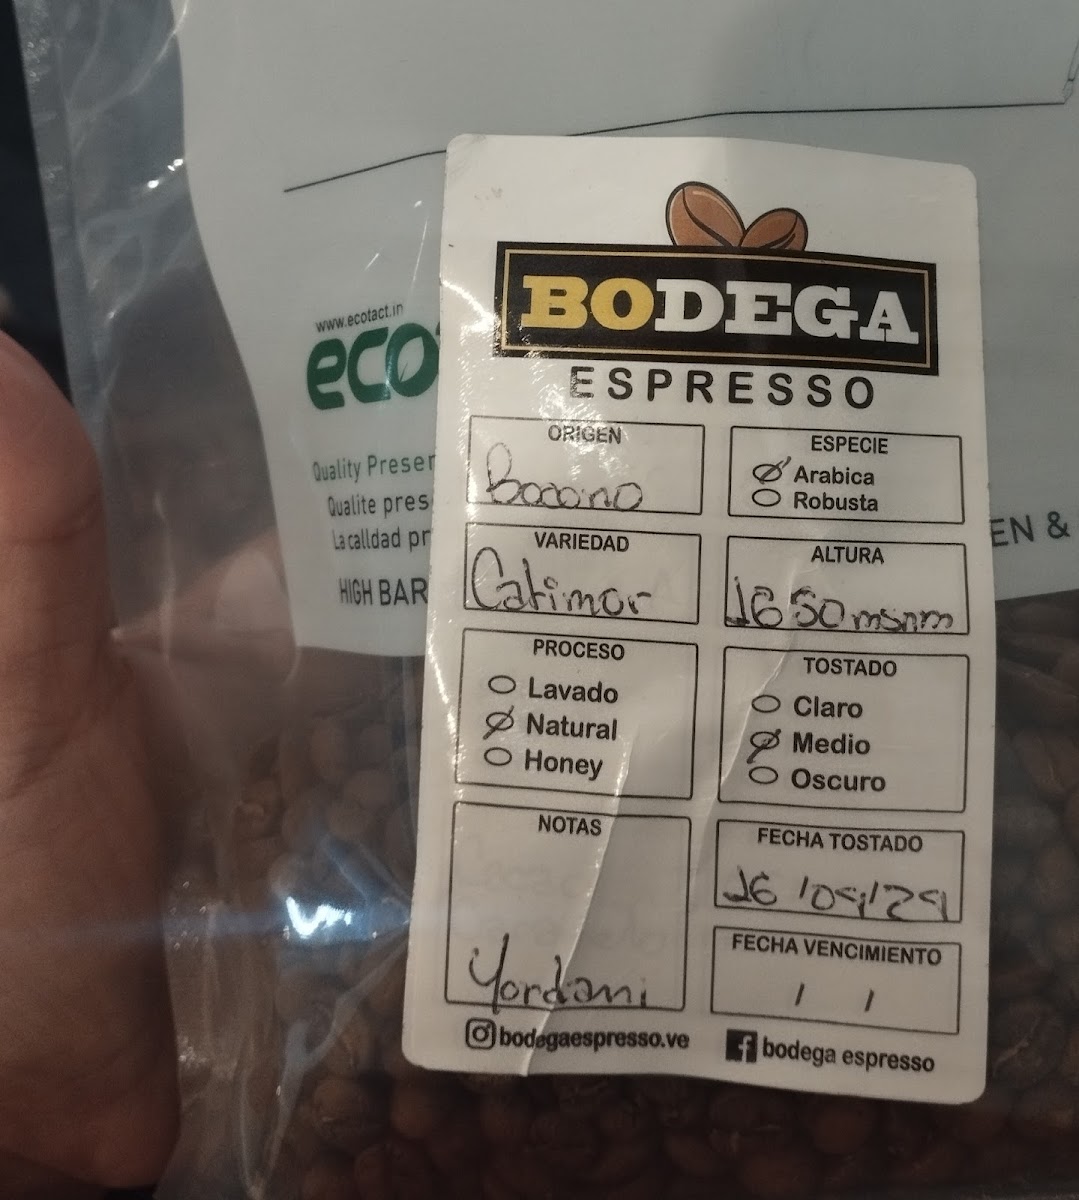 www.ecotact.in
eco
Quality Preser
Qualite pres
La calldad pr
HIGH BAR
EN &
BODEGA
ESPRESSO
ORIGEN
Bocono
ESPECIE
Arabica
Robusta
VARIEDAD
Catimor
ALTURA
1650 msnm
PROCESO
Lavado
Natural
Honey
TOSTADO
Claro
Medio
Oscuro
NOTAS
Yordani
FECHA TOSTADO
16
FECHA VENCIMIENTO
/ /
bodegaespresso.ve
bodega espresso